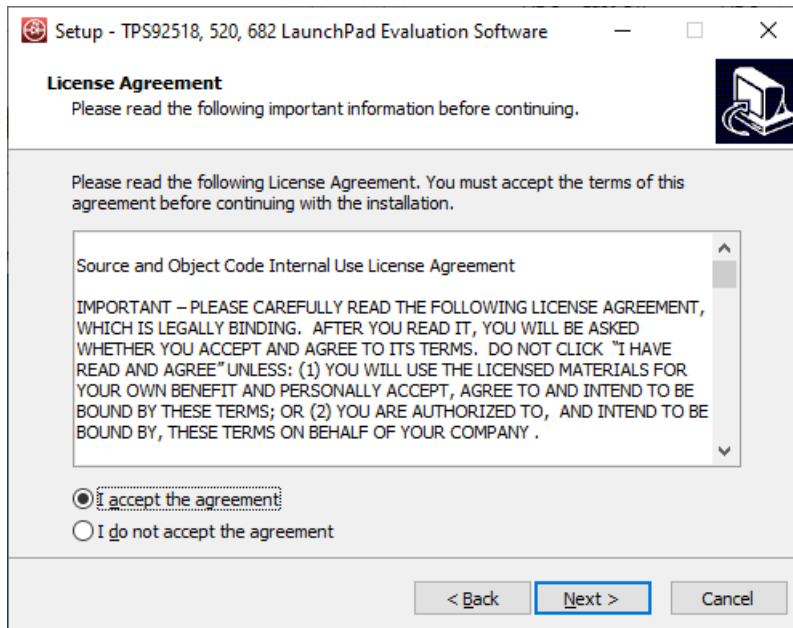 Setup - TPS92518, 520, 682 LaunchPad Evaluation Software
License Agreement
Please read the following important information before continuing.
Please read the following License Agreement. You must accept the terms of this
agreement before continuing with the installation.
Source and Object Code Internal Use License Agreement
IMPORTANT – PLEASE CAREFULLY READ THE FOLLOWING LICENSE AGREEMENT,
WHICH IS LEGALLY BINDING.  AFTER YOU READ IT, YOU WILL BE ASKED
WHETHER YOU ACCEPT AND AGREE TO ITS TERMS.  DO NOT CLICK “I HAVE
READ AND AGREE” UNLESS: (1) YOU WILL USE THE LICENSED MATERIALS FOR
YOUR OWN BENEFIT AND PERSONALLY ACCEPT, AGREE TO AND INTEND TO BE
BOUND BY THESE TERMS; OR (2) YOU ARE AUTHORIZED TO,  AND INTEND TO BE
BOUND BY, THESE TERMS ON BEHALF OF YOUR COMPANY .
I accept the agreement
I do not accept the agreement
< Back
Next >
Cancel